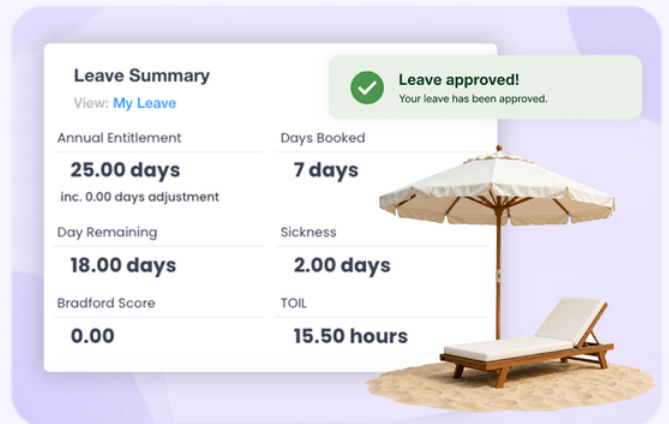 Leave Summary
View: My Leave
Leave approved!
Your leave has been approved.
Annual Entitlement
25.00 days
inc. 0.00 days adjustment
Days Booked
7 days
Day Remaining
18.00 days
Sickness
2.00 days
Bradford Score
0.00
TOIL
15.50 hours